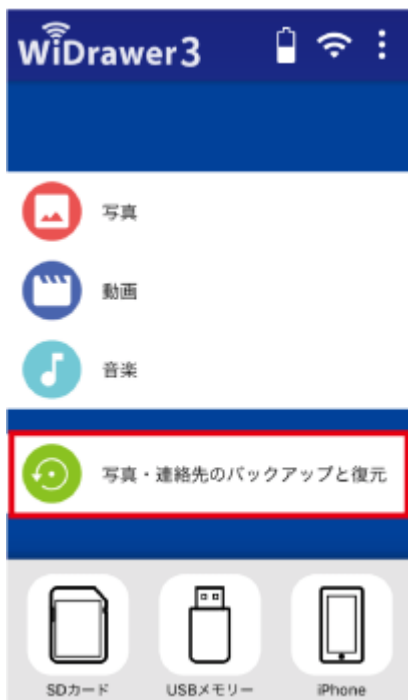 WiDrawer3
写真
動画
音楽
写真・連絡先のバックアップと復元
SDカード
USBメモリー
iPhone